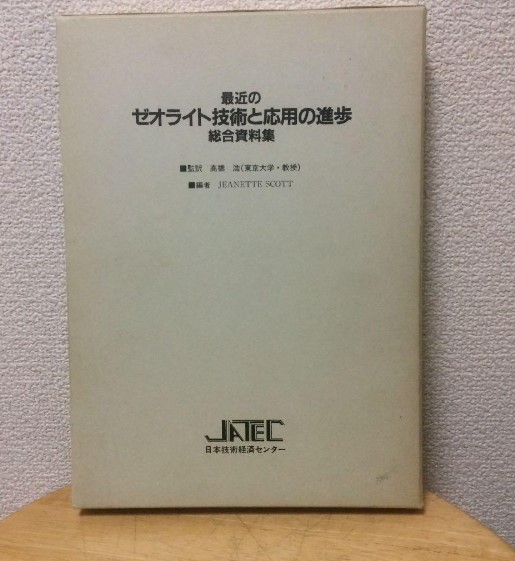 最近の
ゼオライト技術と応用の進歩
総合資料集
■監訳 高橋 浩(東京大学・教授)
■編者 JEANETTE SCOTT
JATEC
日本技術経済センター